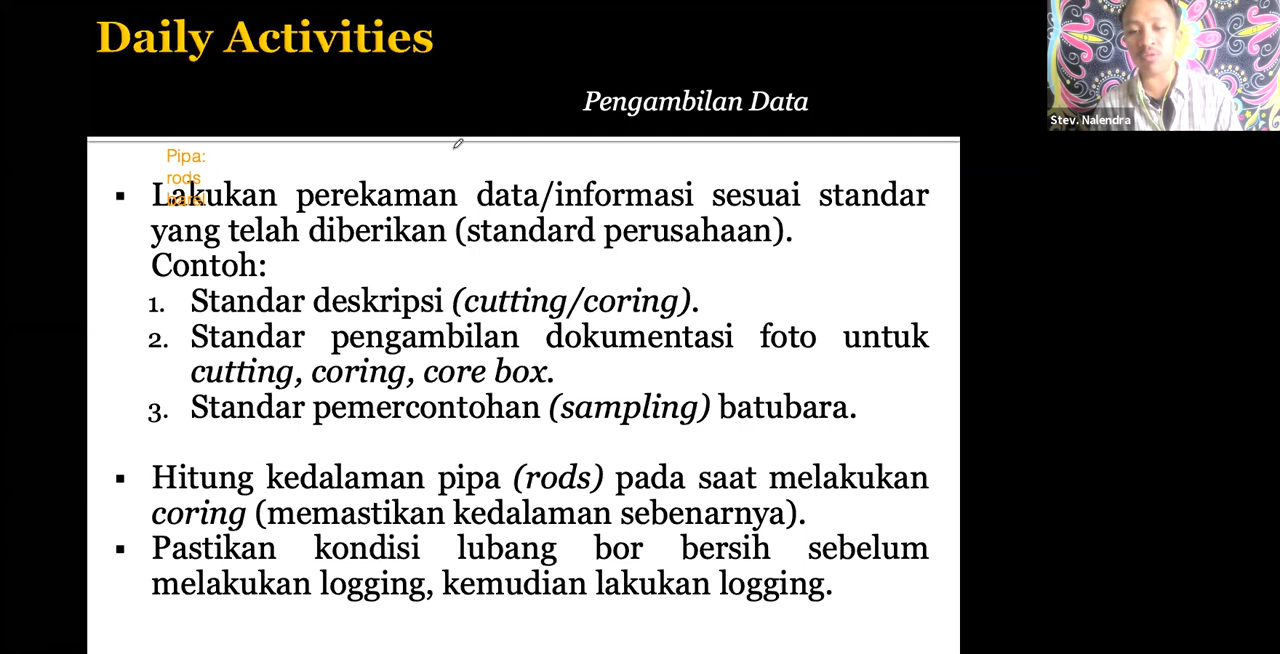 Daily Activities
Pengambilan Data
Stev. Nalendra
Pipa:
rods
▪ Lakukan perekaman data/informasi sesuai standar
yang telah diberikan (standard perusahaan).
Contoh:
1. Standar deskripsi (cutting/coring).
2. Standar pengambilan dokumentasi foto untuk
cutting, coring, core box.
3. Standar pemercontohan (sampling) batubara.
▪ Hitung kedalaman pipa (rods) pada saat melakukan
coring (memastikan kedalaman sebenarnya).
▪ Pastikan kondisi lubang bor bersih sebelum
melakukan logging, kemudian lakukan logging.